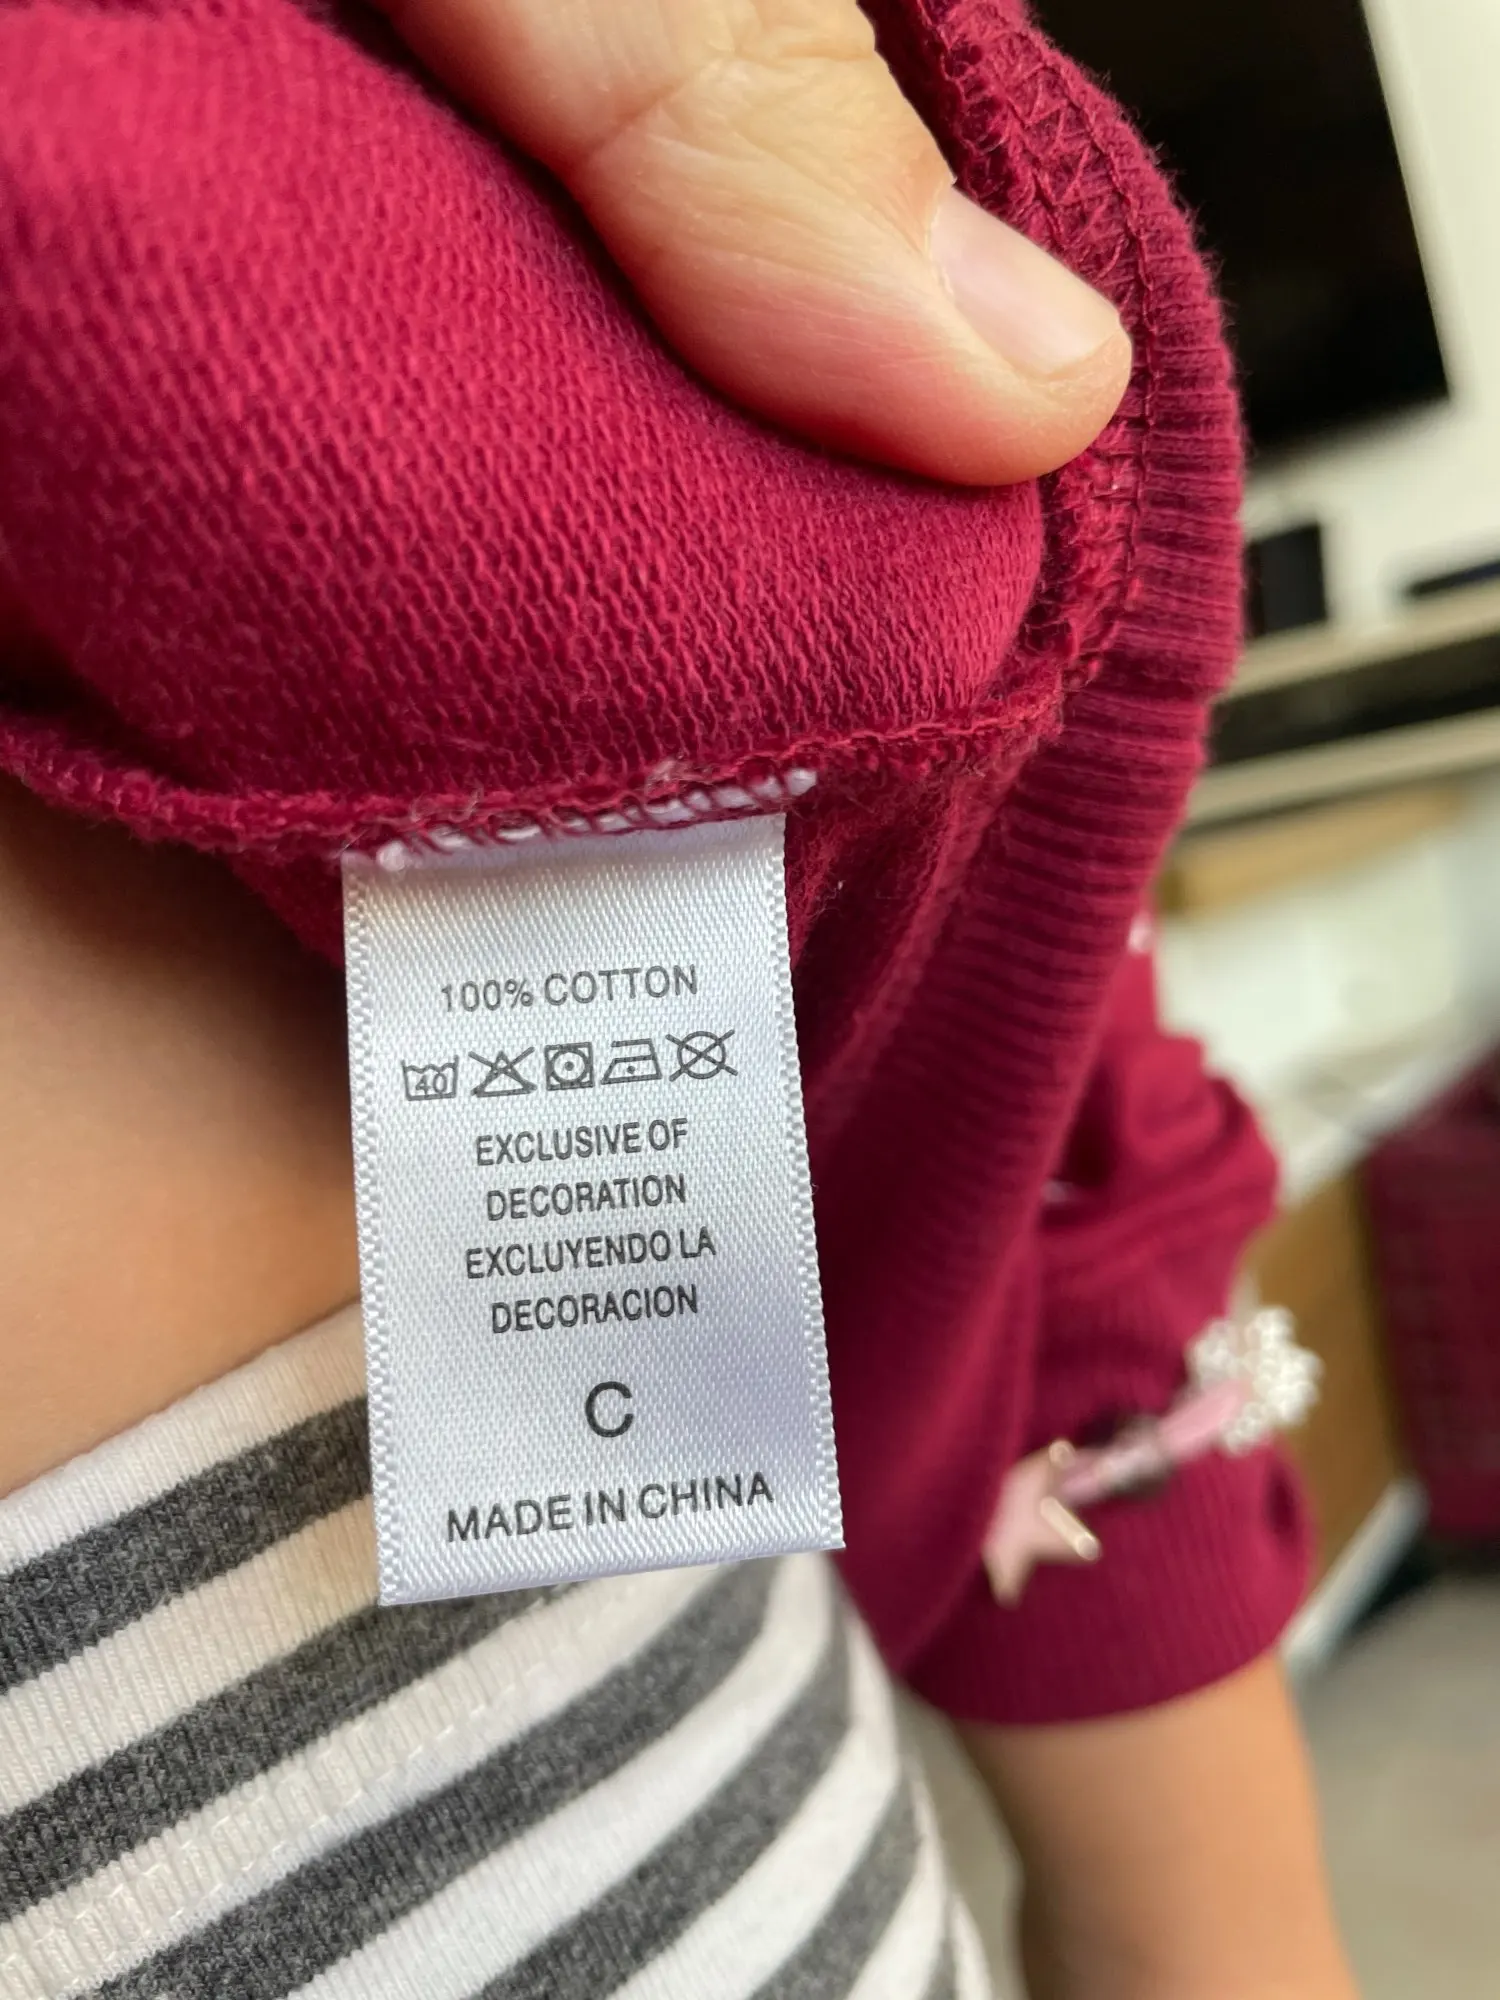 100% COTTON
40
EXCLUSIVE OF
DECORATION
EXCLUYENDO LA
DECORACION
C
MADE IN CHINA